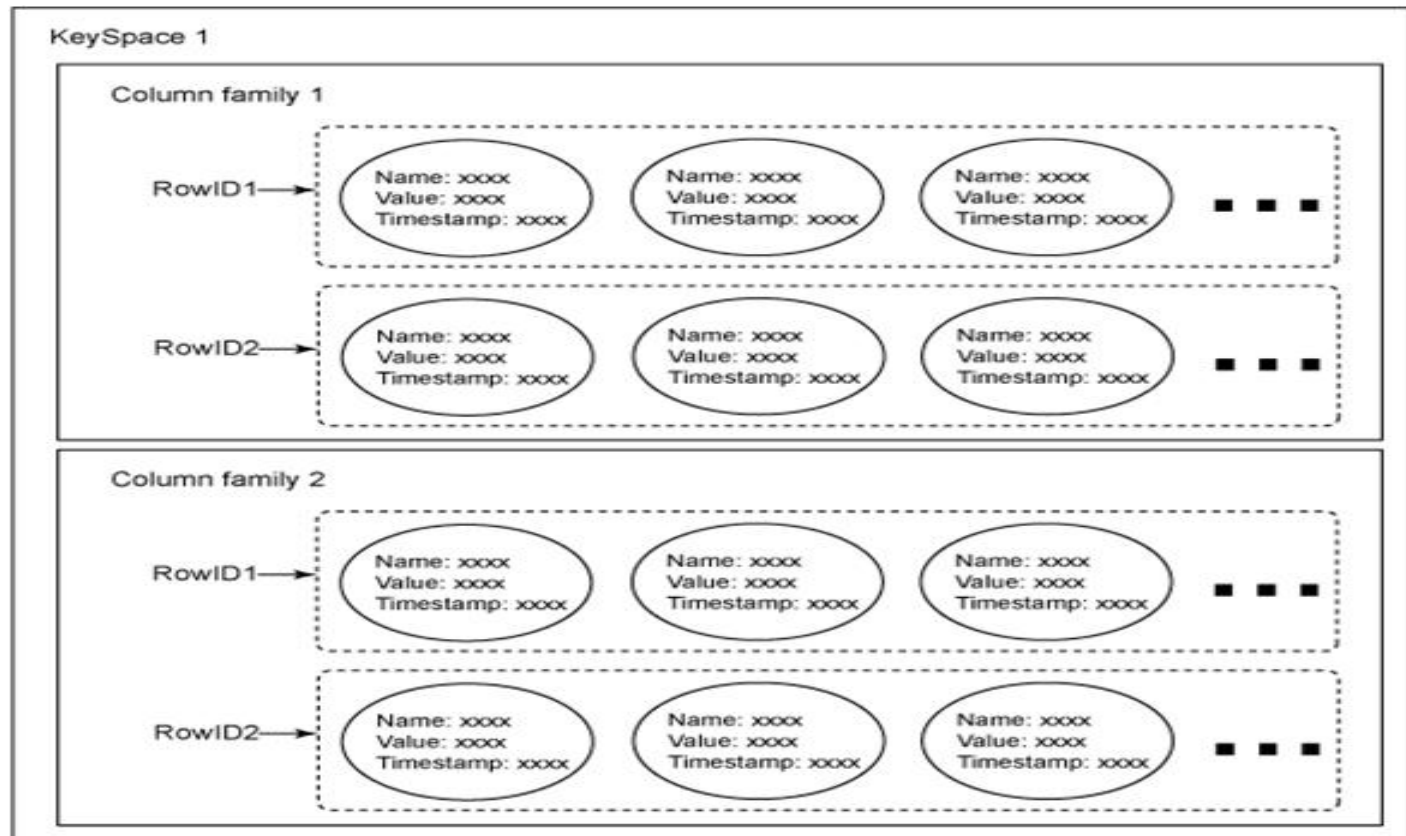 KeySpace 1
Column family 1
RowID1
Name: xxxx
Value: xxxx
Timestamp: xxxx
Name: xxxx
Value: xxxx
Timestamp: xxxx
Name: xxxx
Value: xxxx
Timestamp: xxxx
RowID2
Name: xxxx
Value: xxxx
Timestamp: xxxx
Name: xxxx
Value: xxxx
Timestamp: xxxx
Name: xxxx
Value: xxxx
Timestamp: xxxx
Column family 2
RowID1
Name: xxxx
Value: xxxx
Timestamp: xxxx
Name: xxxx
Value: xxxx
Timestamp: xxxx
Name: xxxx
Value: xxxx
Timestamp: xxxx
RowID2
Name: xxxx
Value: xxxx
Timestamp: xxxx
Name: xxxx
Value: xxxx
Timestamp: xxxx
Name: xxxx
Value: xxxx
Timestamp: xxxx